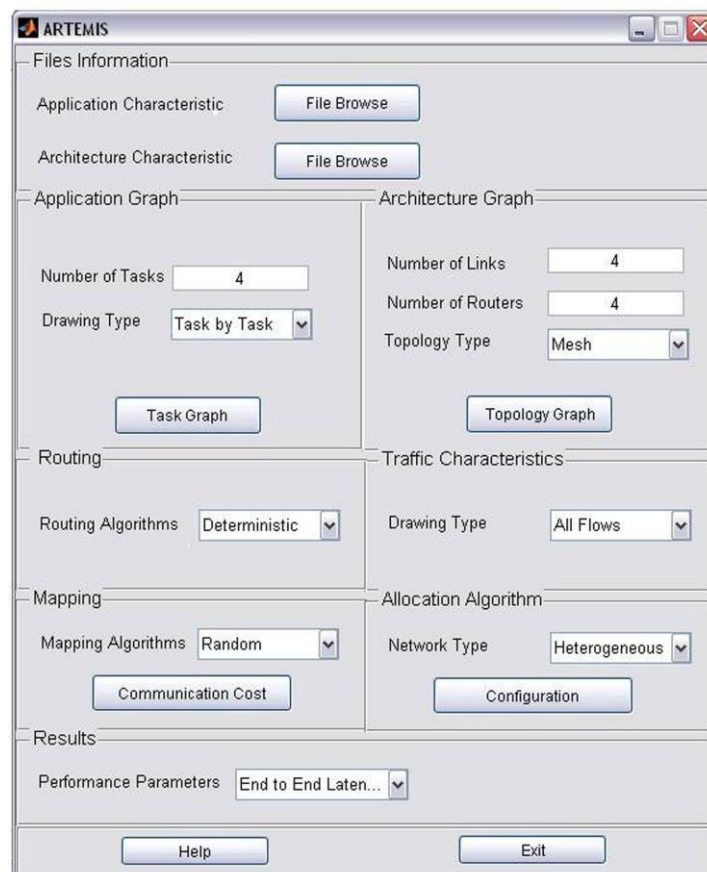 ARTEMIS
Files Information
Application Characteristic
File Browse
Architecture Characteristic
File Browse
Application Graph
Number of Tasks
4
Drawing Type
Task by Task
Task Graph
Architecture Graph
Number of Links
4
Number of Routers
4
Topology Type
Mesh
Topology Graph
Routing
Routing Algorithms
Deterministic
Traffic Characteristics
Drawing Type
All Flows
Mapping
Mapping Algorithms
Random
Communication Cost
Allocation Algorithm
Network Type
Heterogeneous
Configuration
Results
Performance Parameters
End to End Laten...
Help
Exit